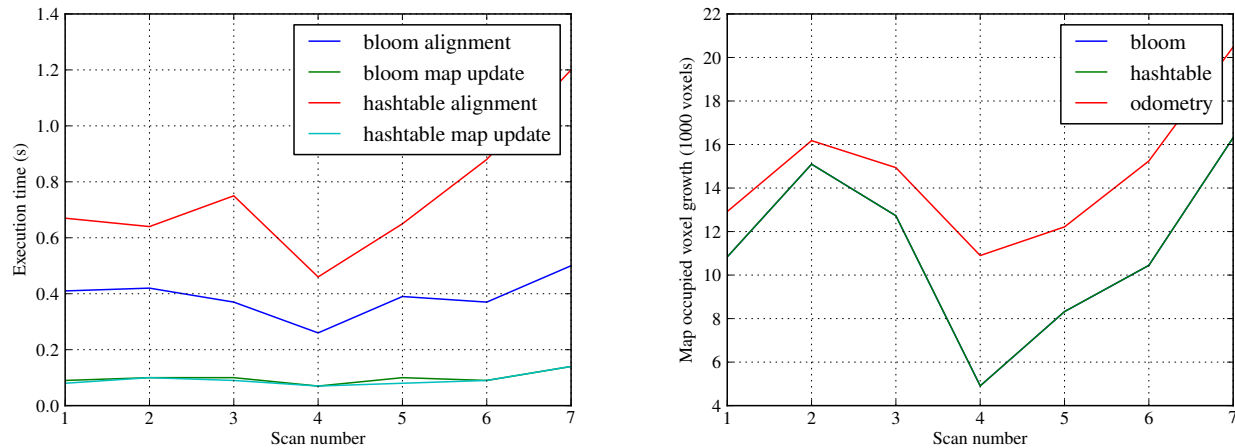 1.4
1.2
1.0
0.8
0.6
0.4
0.2
0.0
Execution time (s)
bloom alignment
bloom map update
hashtable alignment
hashtable map update
1 2 3 4 5 6 7
Scan number
22
20
18
16
14
12
10
8
6
4
Map occupied voxel growth (1000 voxels)
bloom
hashtable
odometry
1 2 3 4 5 6 7
Scan number